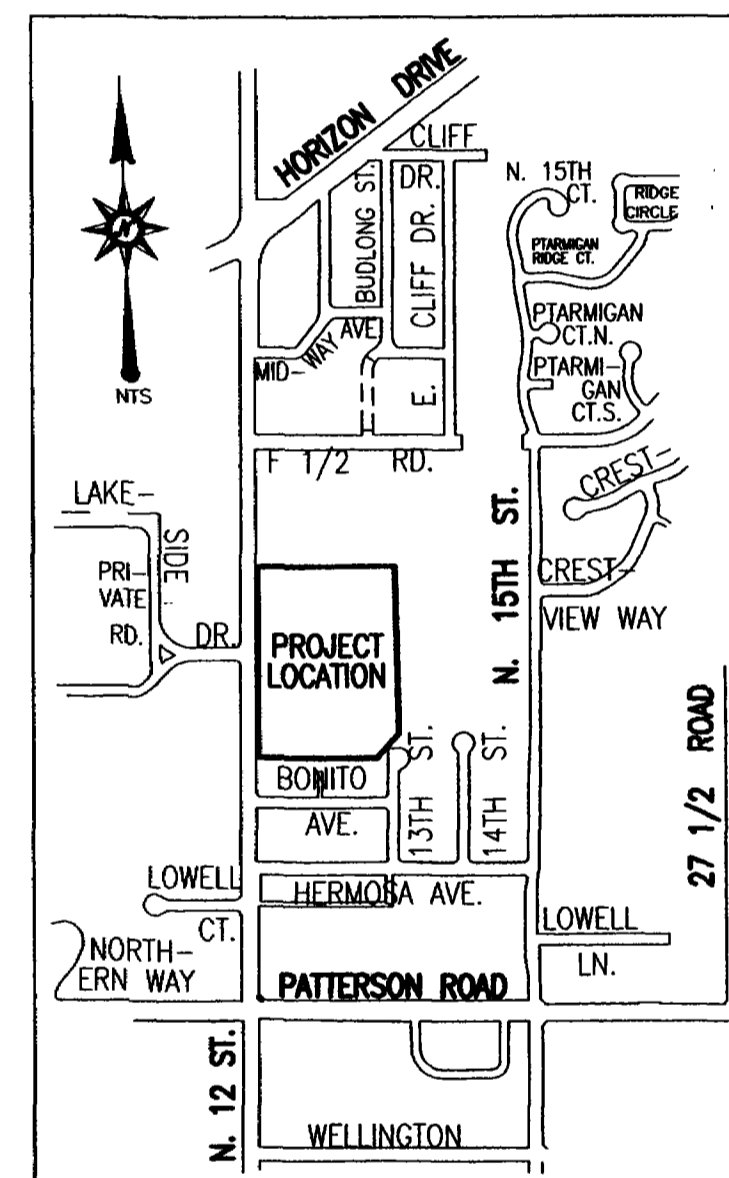 HORIZON DRIVE
CLIFF
DR.
N. 15TH
CT.
RIDGE
CIRCLE
BUDLONG ST.
CLIFF DR.
E.
PTARMIGAN
RIDGE CT.
N
NTS
PTARMIGAN
CT.N.
MID-WAY AVE
PTARMI-
GAN
CT.S.
F 1/2 RD.
CREST-
LAKE-
SIDE
DR.
PRI-
VATE
RD.
N. 15TH ST.
CREST-
VIEW WAY
PROJECT
LOCATION
27 1/2 ROAD
BONITO
AVE.
13TH ST.
14TH ST.
LOWELL
CT.
HERMOSA AVE.
LOWELL
LN.
NORTH-
ERN WAY
PATTERSON ROAD
N. 12 ST.
WELLINGTON